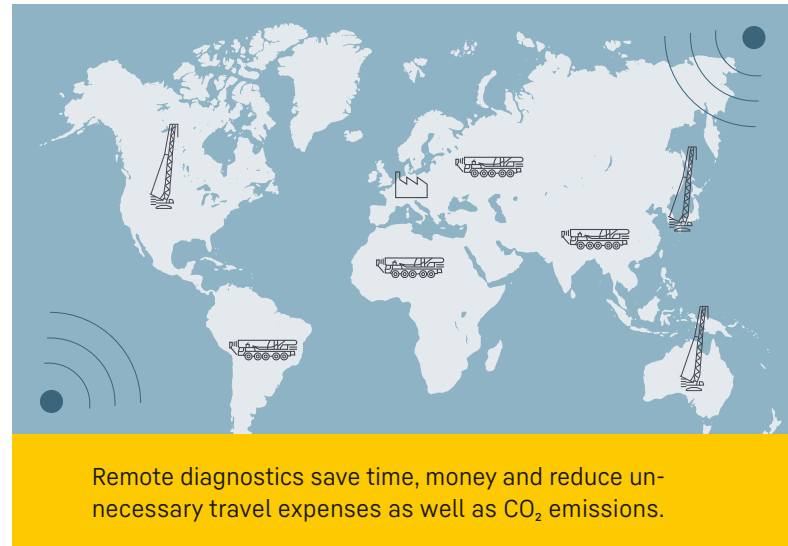 Remote diagnostics save time, money and reduce un-
necessary travel expenses as well as CO₂ emissions.